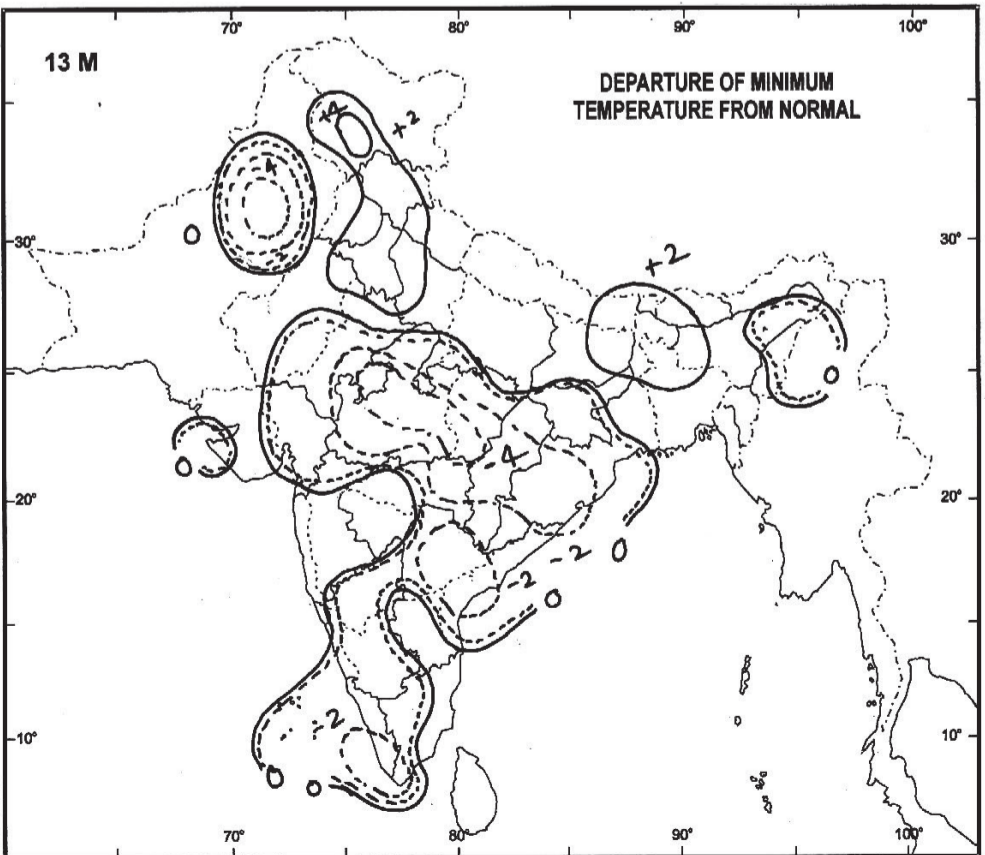 70° 80° 90° 100°
13 M
DEPARTURE OF MINIMUM
TEMPERATURE FROM NORMAL
+4 +2
4
0
30° 30°
+2
0
0
-4
20° 20°
-2 0
-2 0
-2
10° 10°
0 0
70° 80° 90° 100°